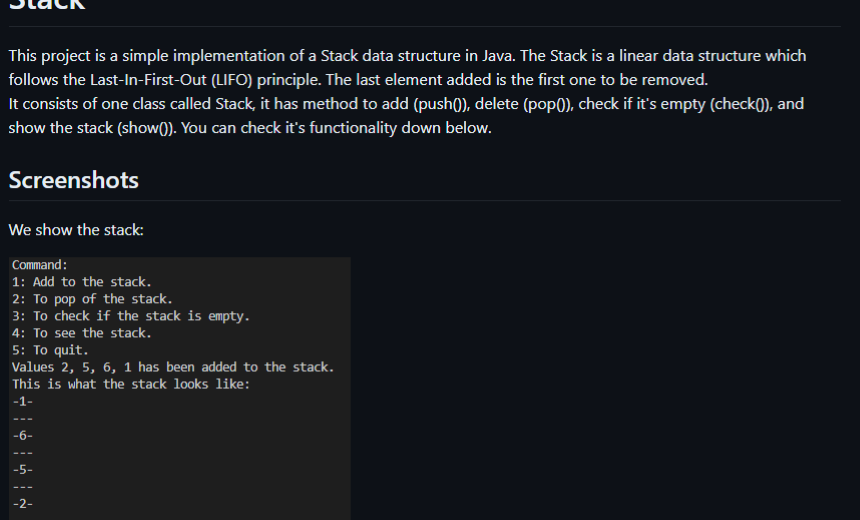 Stack
This project is a simple implementation of a Stack data structure in Java. The Stack is a linear data structure which
follows the Last-In-First-Out (LIFO) principle. The last element added is the first one to be removed.
It consists of one class called Stack, it has method to add (push()), delete (pop()), check if it's empty (check()), and
show the stack (show()). You can check it's functionality down below.
Screenshots
We show the stack:
Command:
1: Add to the stack.
2: To pop of the stack.
3: To check if the stack is empty.
4: To see the stack.
5: To quit.
Values 2, 5, 6, 1 has been added to the stack.
This is what the stack looks like:
-1-
---
-6-
---
-5-
---
-2-